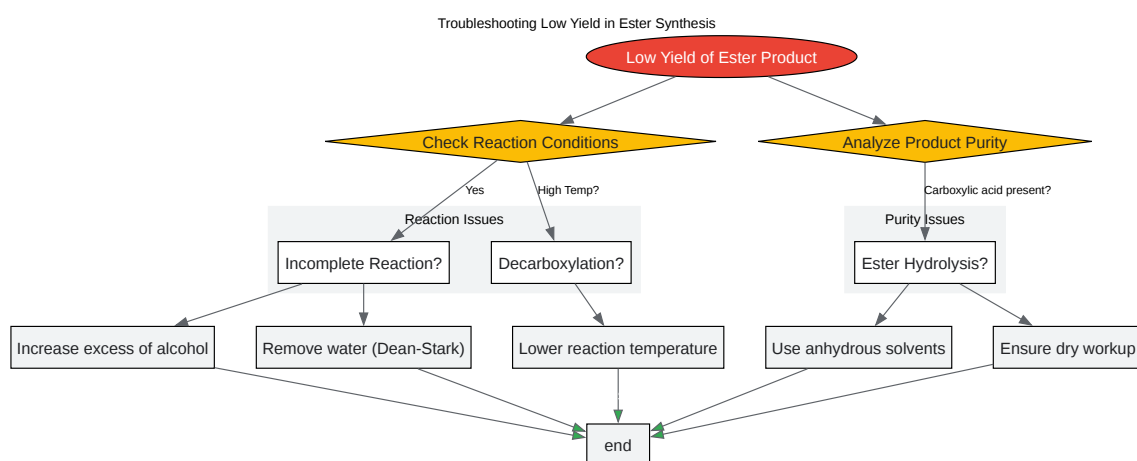 Troubleshooting Low Yield in Ester Synthesis
Low Yield of Ester Product
Check Reaction Conditions
Analyze Product Purity
Yes
High Temp?
Carboxylic acid present?
Reaction Issues
Purity Issues
Incomplete Reaction?
Decarboxylation?
Ester Hydrolysis?
Increase excess of alcohol
Remove water (Dean-Stark)
Lower reaction temperature
Use anhydrous solvents
Ensure dry workup
end